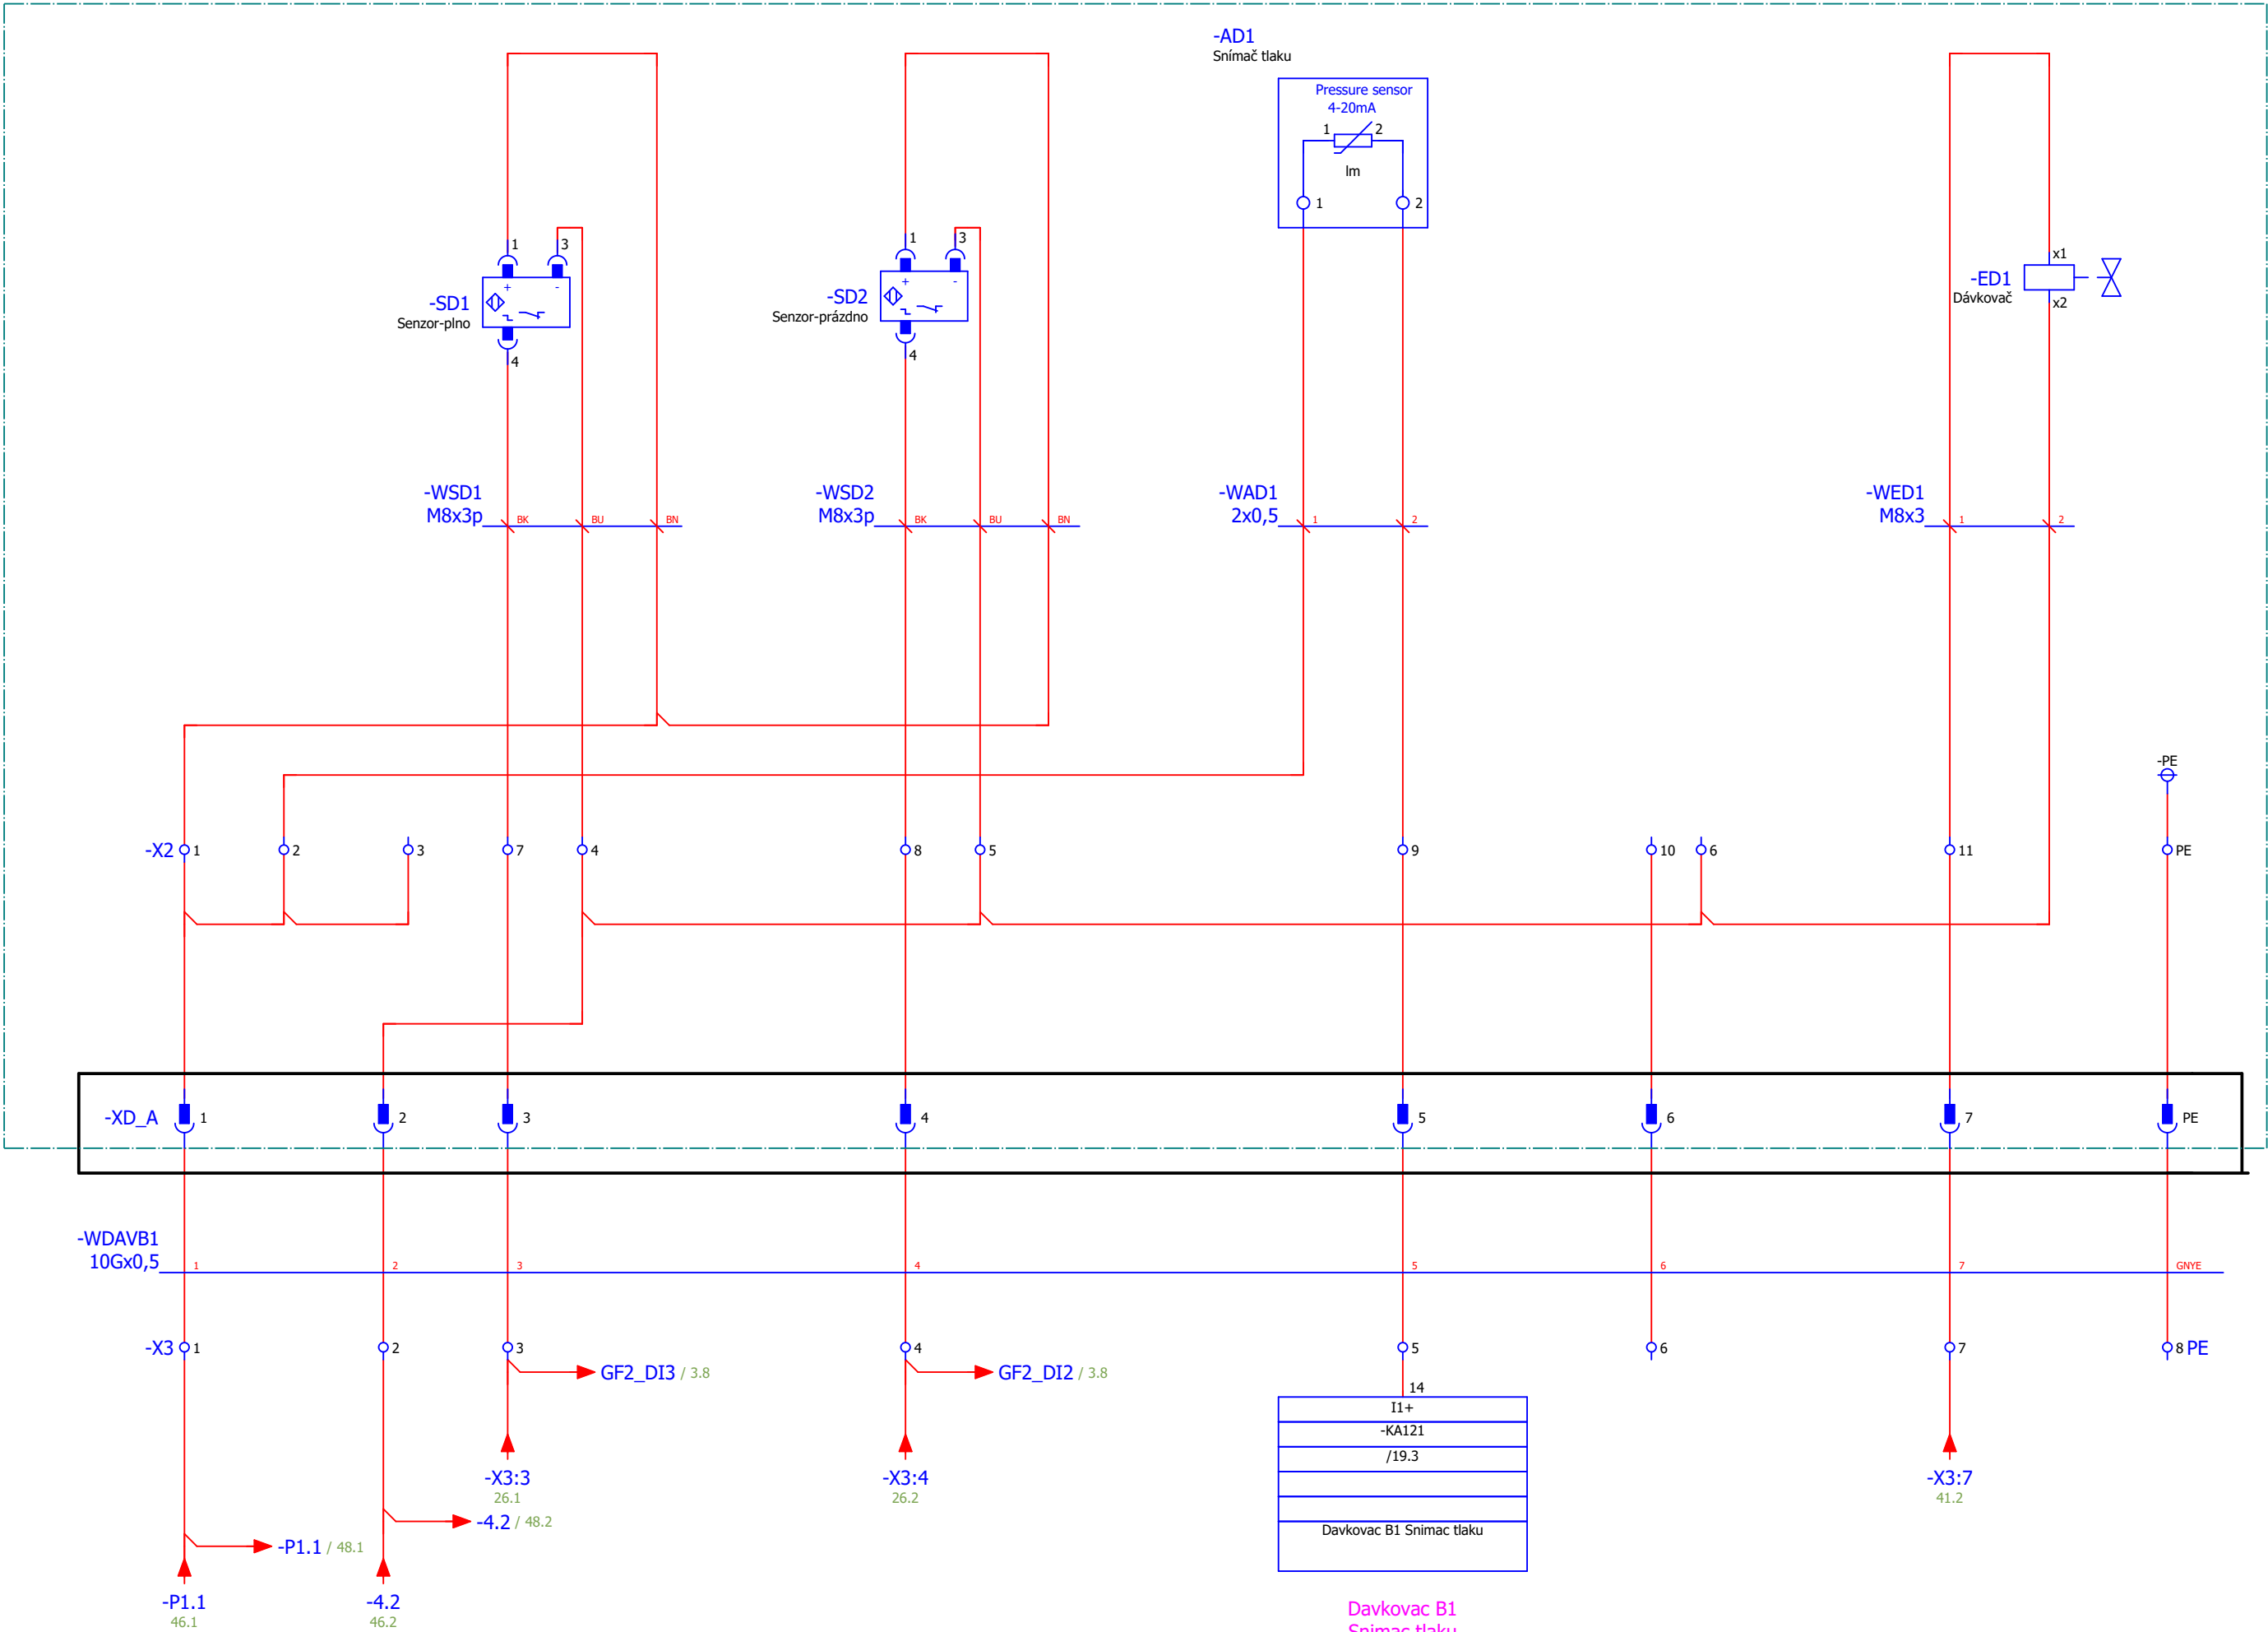 -AD1
Snímač tlaku
Pressure sensor
4-20mA
1 2
Im
1 2
1 3
+ -
-SD1
Senzor-plno
4
1 3
+ -
-SD2
Senzor-prázdno
4
x1
-ED1
Dávkovač
x2
-WSD1
M8x3p
BK BU BN
-WSD2
M8x3p
BK BU BN
-WAD1
2x0,5
1 2
-WED1
M8x3
1 2
-PE
-X2 1 2 3 7 4 8 5 9 10 6 11 PE
-XD_A 1 2 3 4 5 6 7 PE
-WDAVB1
10Gx0,5
1 2 3 4 5 6 7 GNYE
-X3 1 2 3 4 5 6 7 8 PE
GF2_DI3 / 3.8
GF2_DI2 / 3.8
14
I1+
-KA121
/19.3
Davkovac B1 Snimac tlaku
-X3:3
26.1
-X3:4
26.2
-X3:7
41.2
-4.2 / 48.2
-P1.1 / 48.1
-P1.1
46.1
-4.2
46.2
Davkovac B1
Snimac tlaku